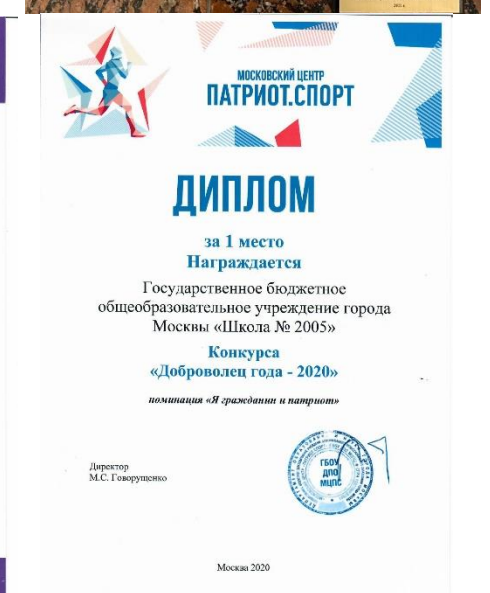 МОСКОВСКИЙ ЦЕНТР
ПАТРИОТ.СПОРТ
ДИПЛОМ
за 1 место
Награждается
Государственное бюджетное
общеобразовательное учреждение города
Москвы «Школа № 2005»
Конкурса
«Доброволец года - 2020»
номинация «Я гражданин и патриот»
Директор
М.С. Говорущенко
ГБОУ
ДПО
МЦПС
Москва 2020